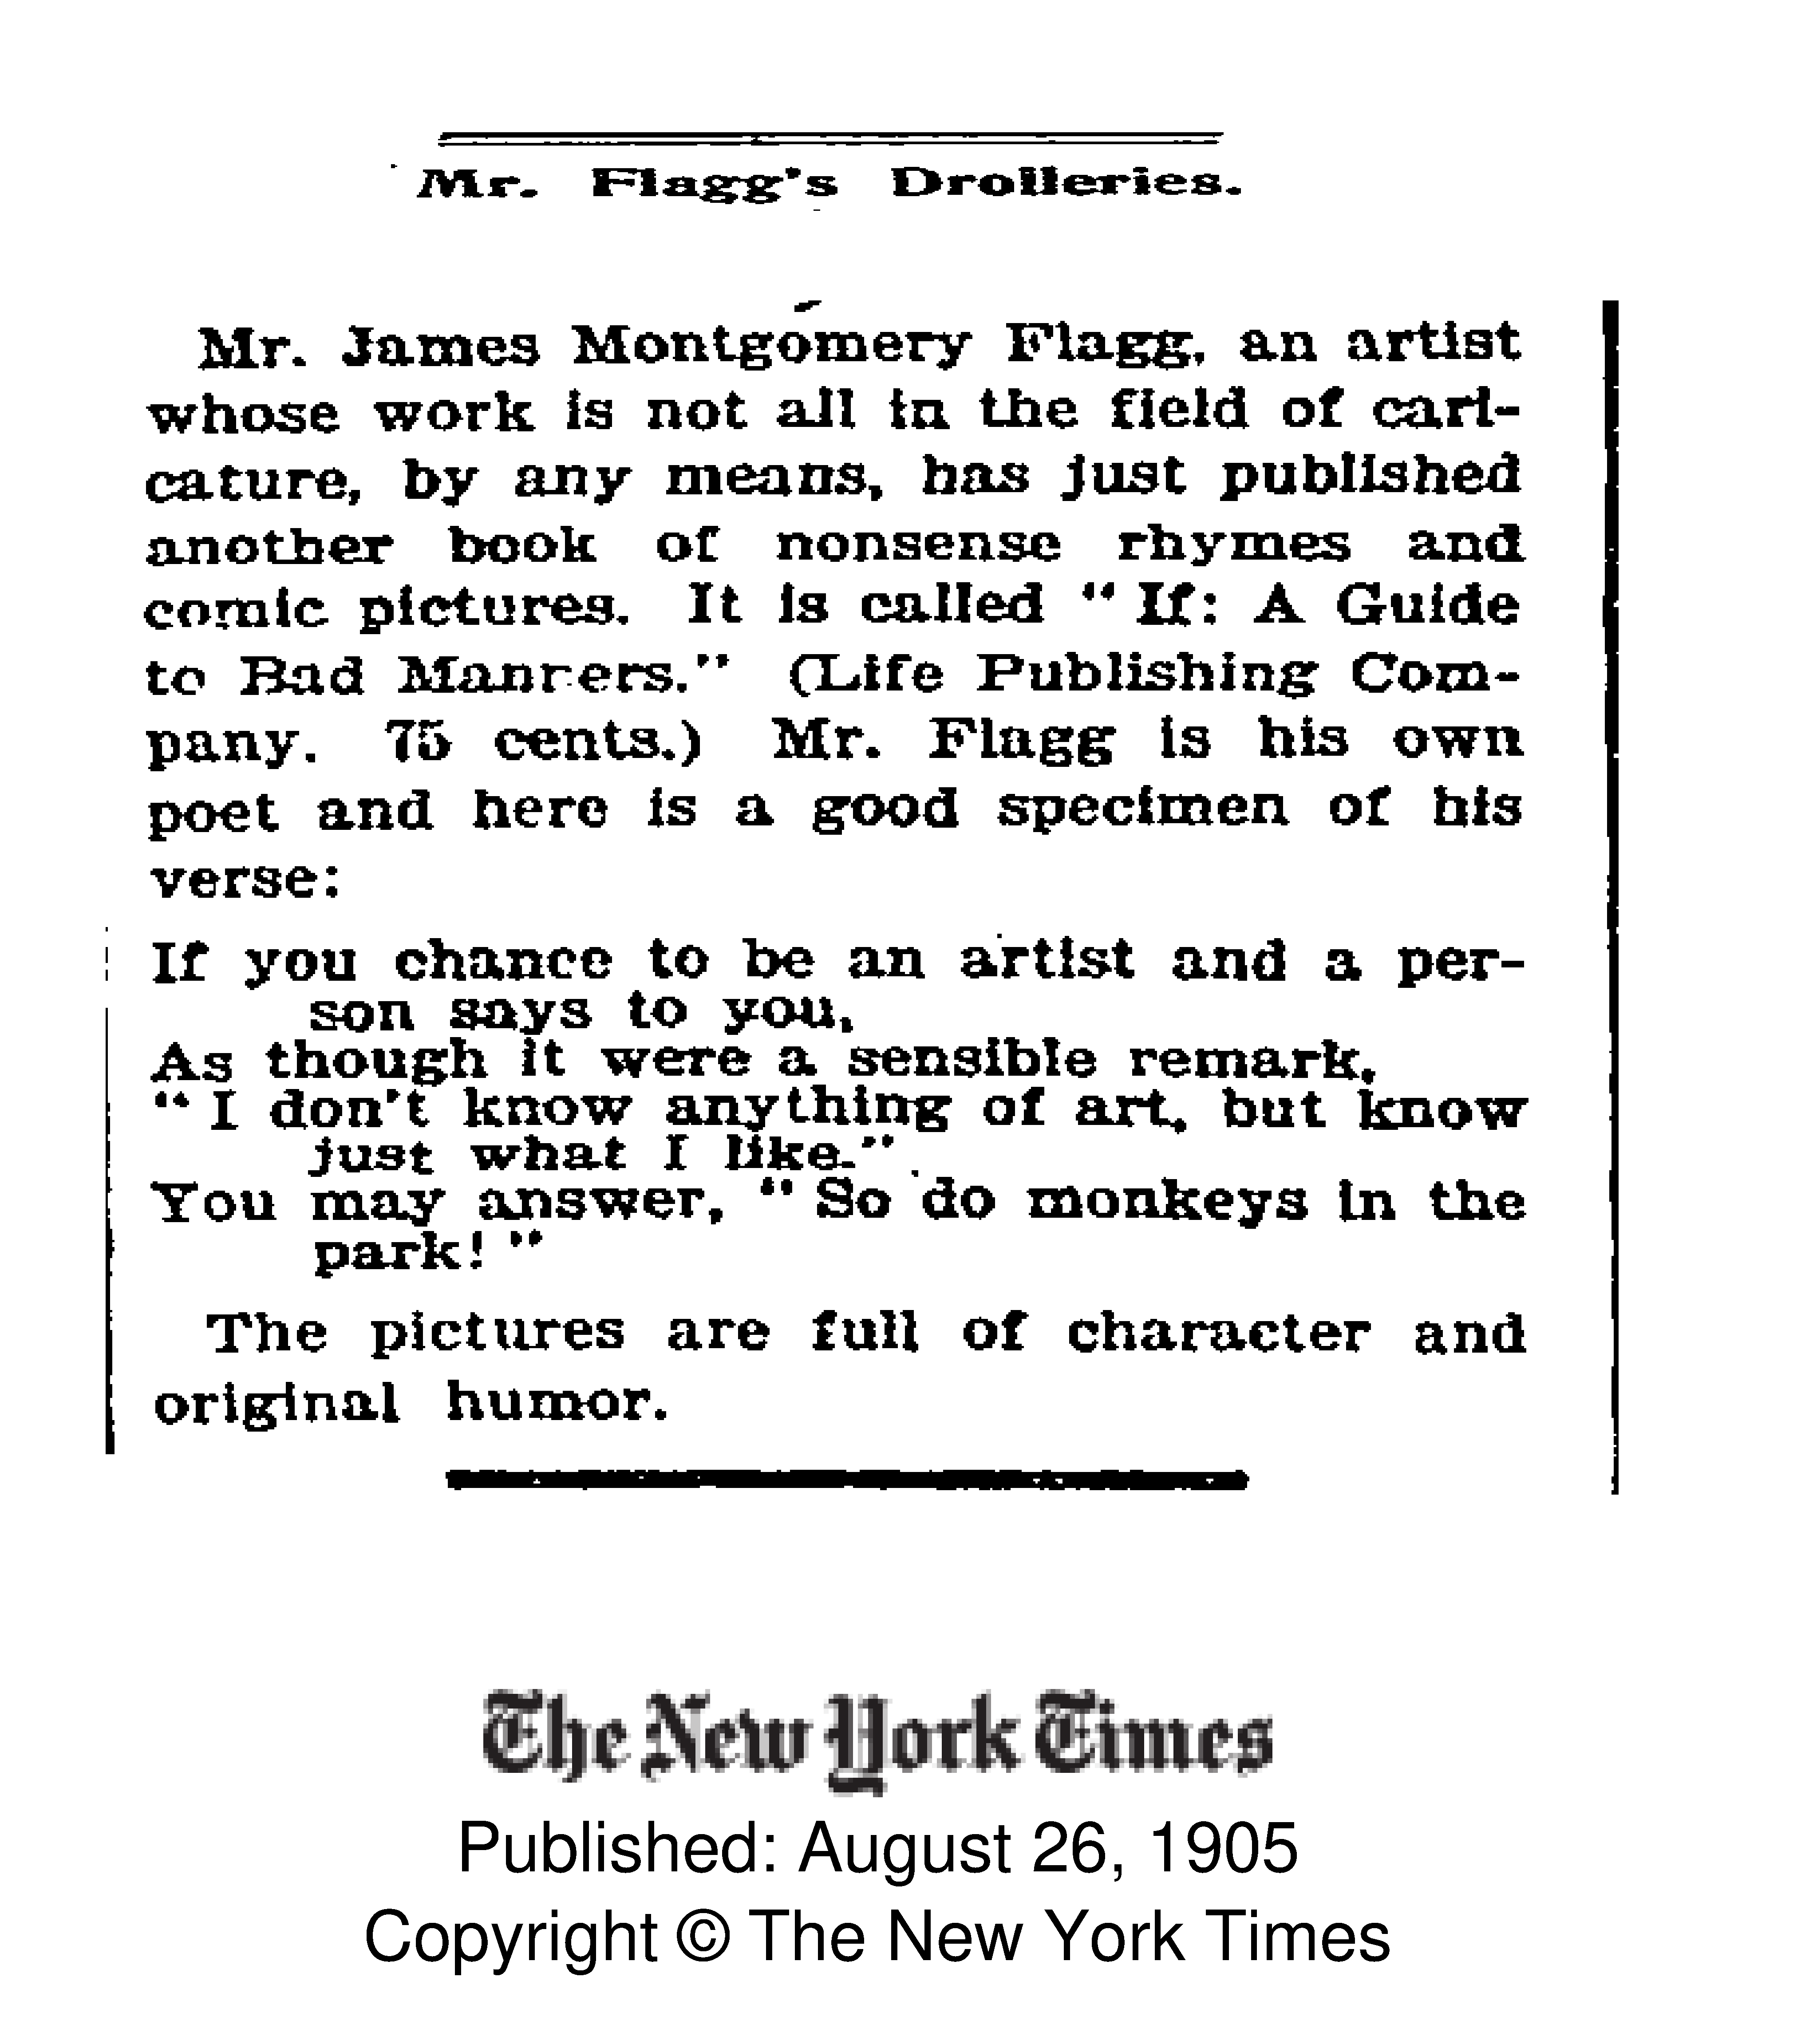 Mr. Flagg's Drolleries.
Mr. James Montgomery Flagg, an artist
whose work is not all in the field of cari-
cature, by any means, has just published
another book of nonsense rhymes and
comic pictures. It is called "If: A Guide
to Bad Manners." (Life Publishing Com-
pany. 75 cents.) Mr. Flagg is his own
poet and here is a good specimen of his
verse:
If you chance to be an artist and a per-
son says to you,
As though it were a sensible remark,
"I don't know anything of art, but know
just what I like."
You may answer, "So do monkeys in the
park!"
The pictures are full of character and
original humor.
The New York Times
Published: August 26, 1905
Copyright © The New York Times